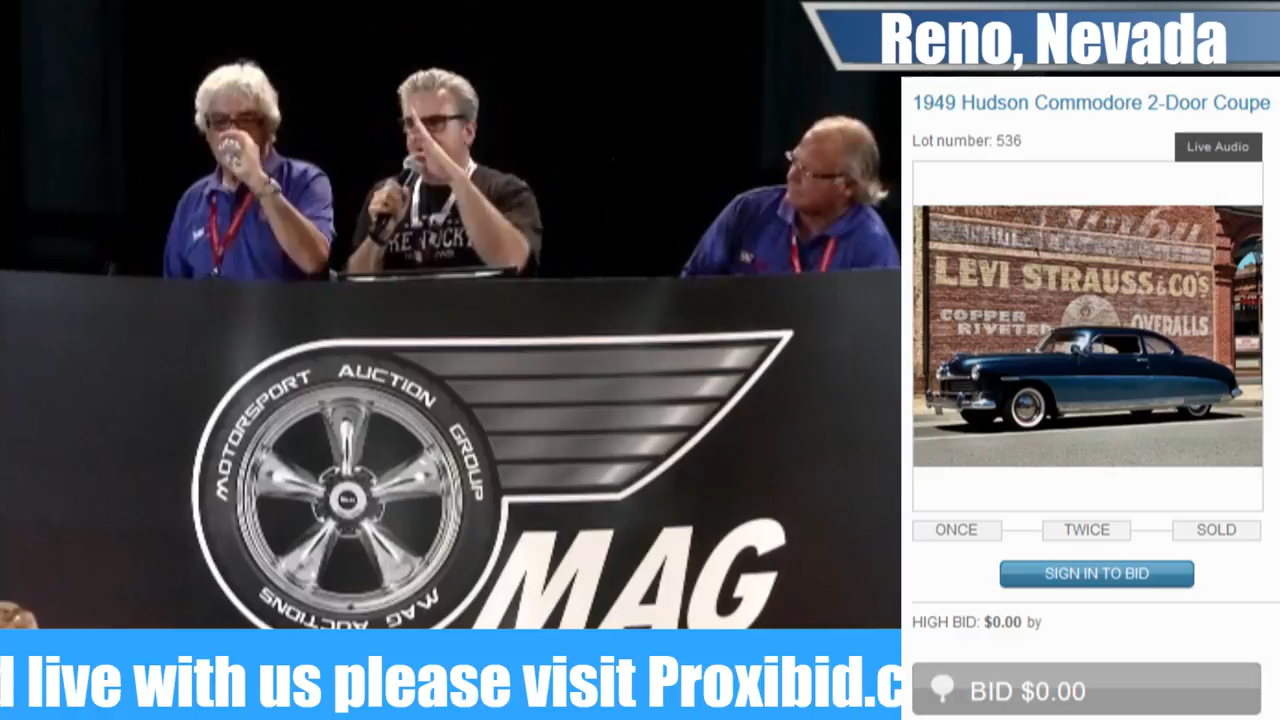 Reno, Nevada
1949 Hudson Commodore 2-Door Coupe
Lot number: 536
Live Audio
LEVI STRAUSS & CO'S
COPPER
RIVETED
OVERALLS
ONCE
TWICE
SOLD
SIGN IN TO BID
HIGH BID: $0.00 by
BID $0.00
MOTORSPORT AUCTION GROUP
MAG AUCTIONS
MAG
live with us please visit Proxibid.c